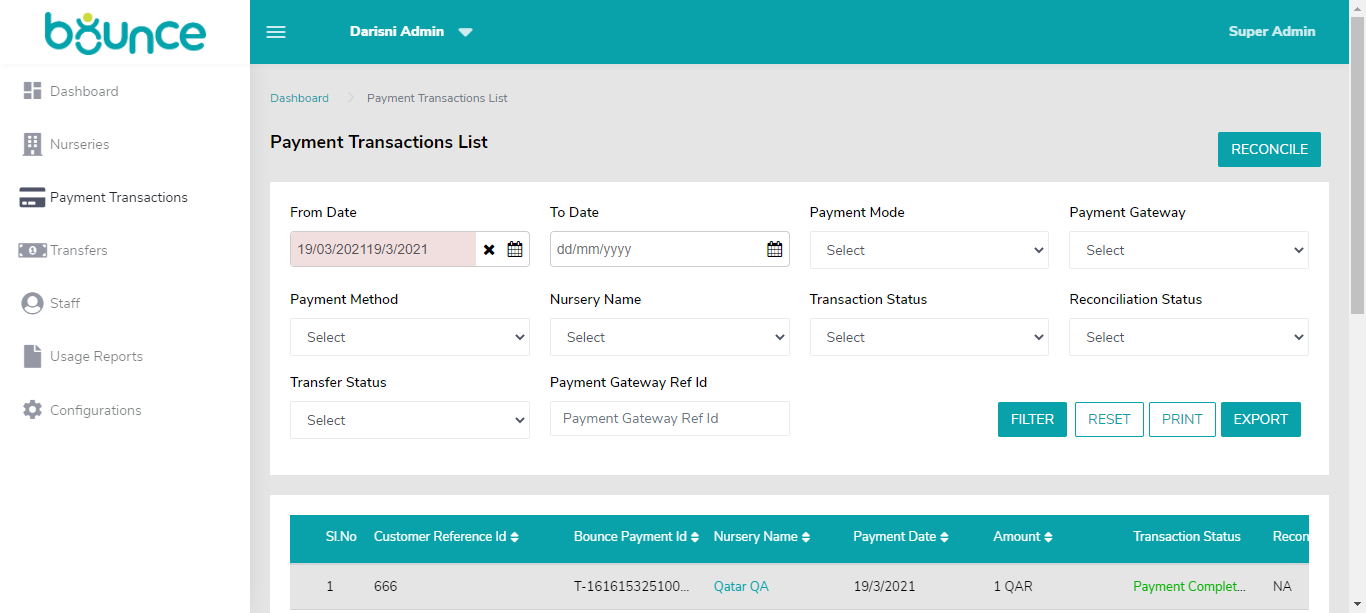 bounce
Darisni Admin
Super Admin
Dashboard
Nurseries
Payment Transactions
Transfers
Staff
Usage Reports
Configurations
Dashboard > Payment Transactions List
Payment Transactions List
RECONCILE
From Date To Date Payment Mode Payment Gateway
19/03/202119/3/2021 dd/mm/yyyy Select Select
Payment Method Nursery Name Transaction Status Reconciliation Status
Select Select Select Select
Transfer Status Payment Gateway Ref Id
Select Payment Gateway Ref Id FILTER RESET PRINT EXPORT
Sl.No Customer Reference Id Bounce Payment Id Nursery Name Payment Date Amount Transaction Status Recon
1 666 T-161615325100... Qatar QA 19/3/2021 1 QAR Payment Complet... NA